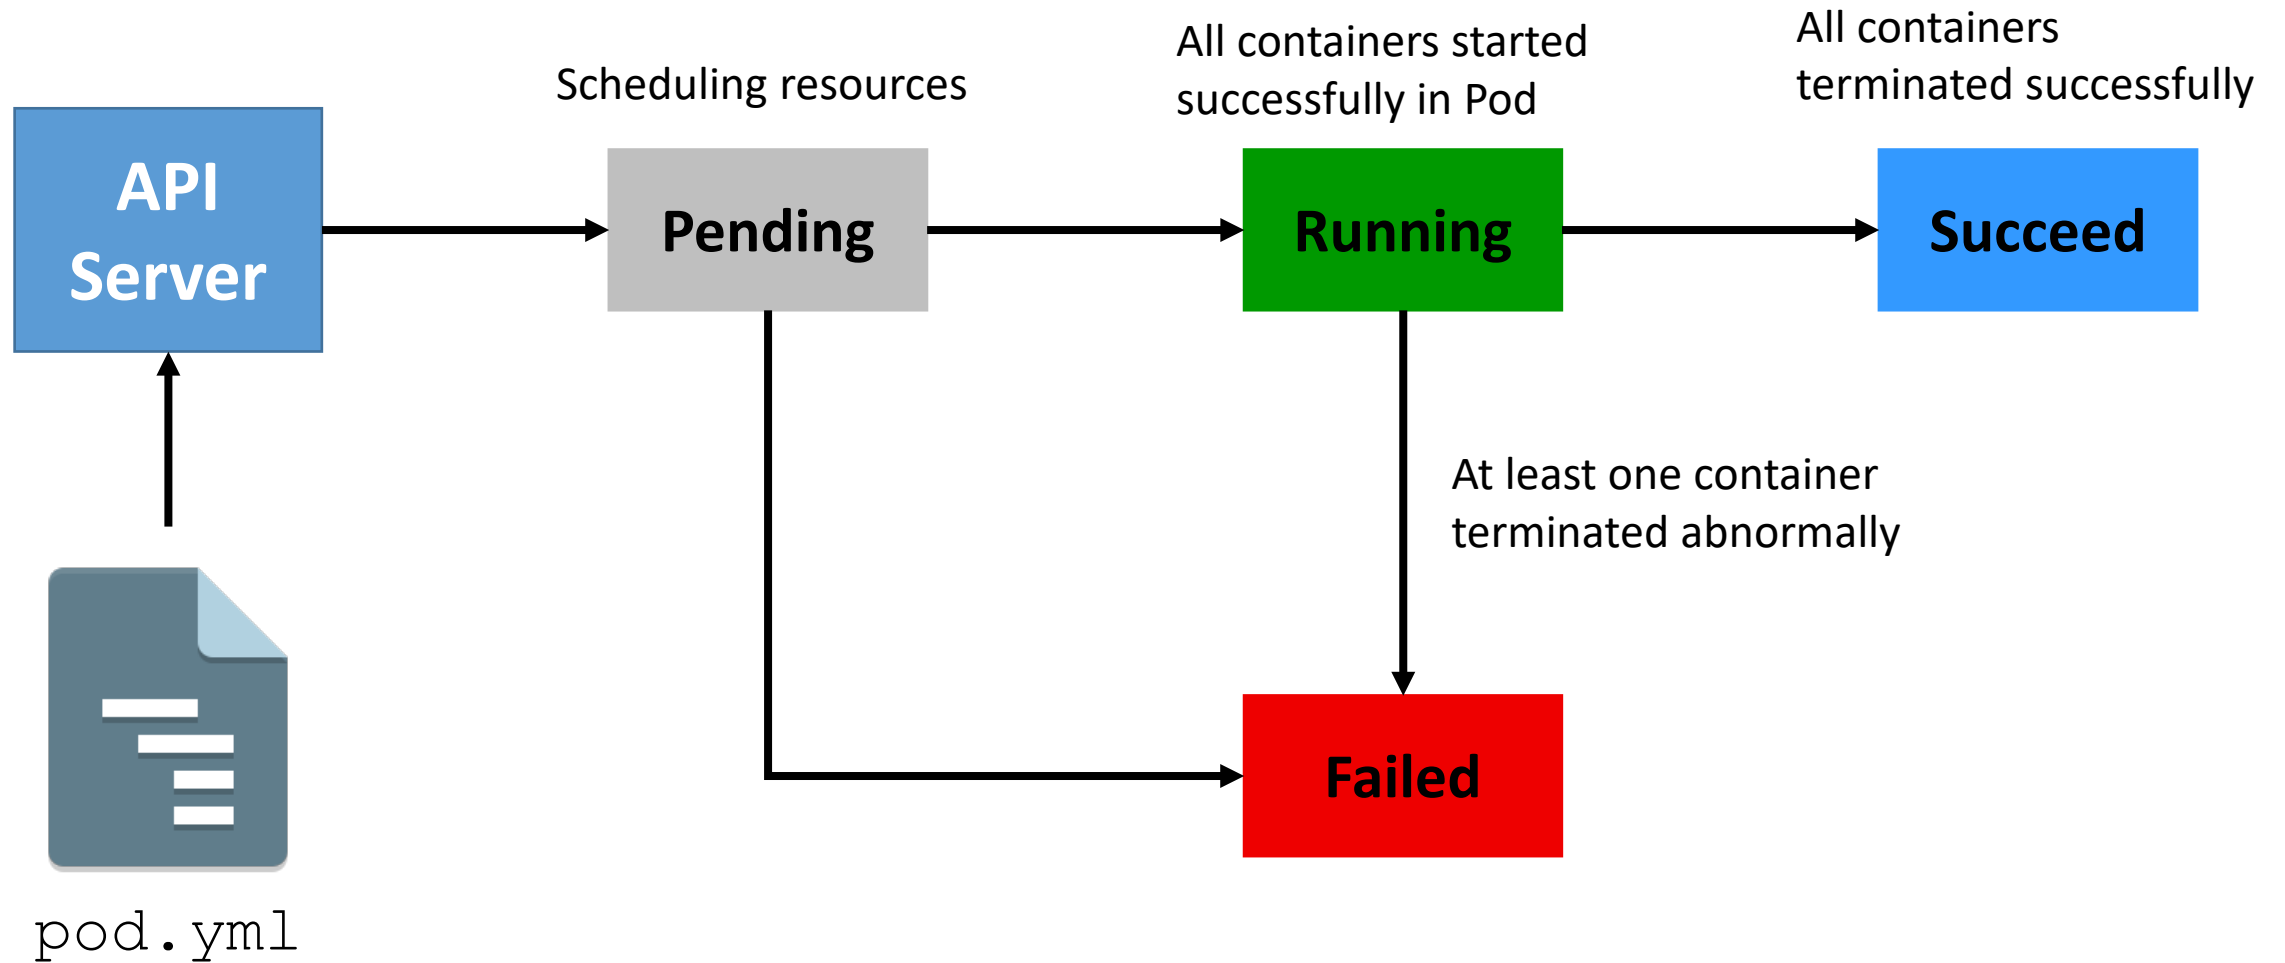 Scheduling resources
All containers started
successfully in Pod
All containers
terminated successfully
API
Server
Pending
Running
Succeed
At least one container
terminated abnormally
Failed
pod.yml